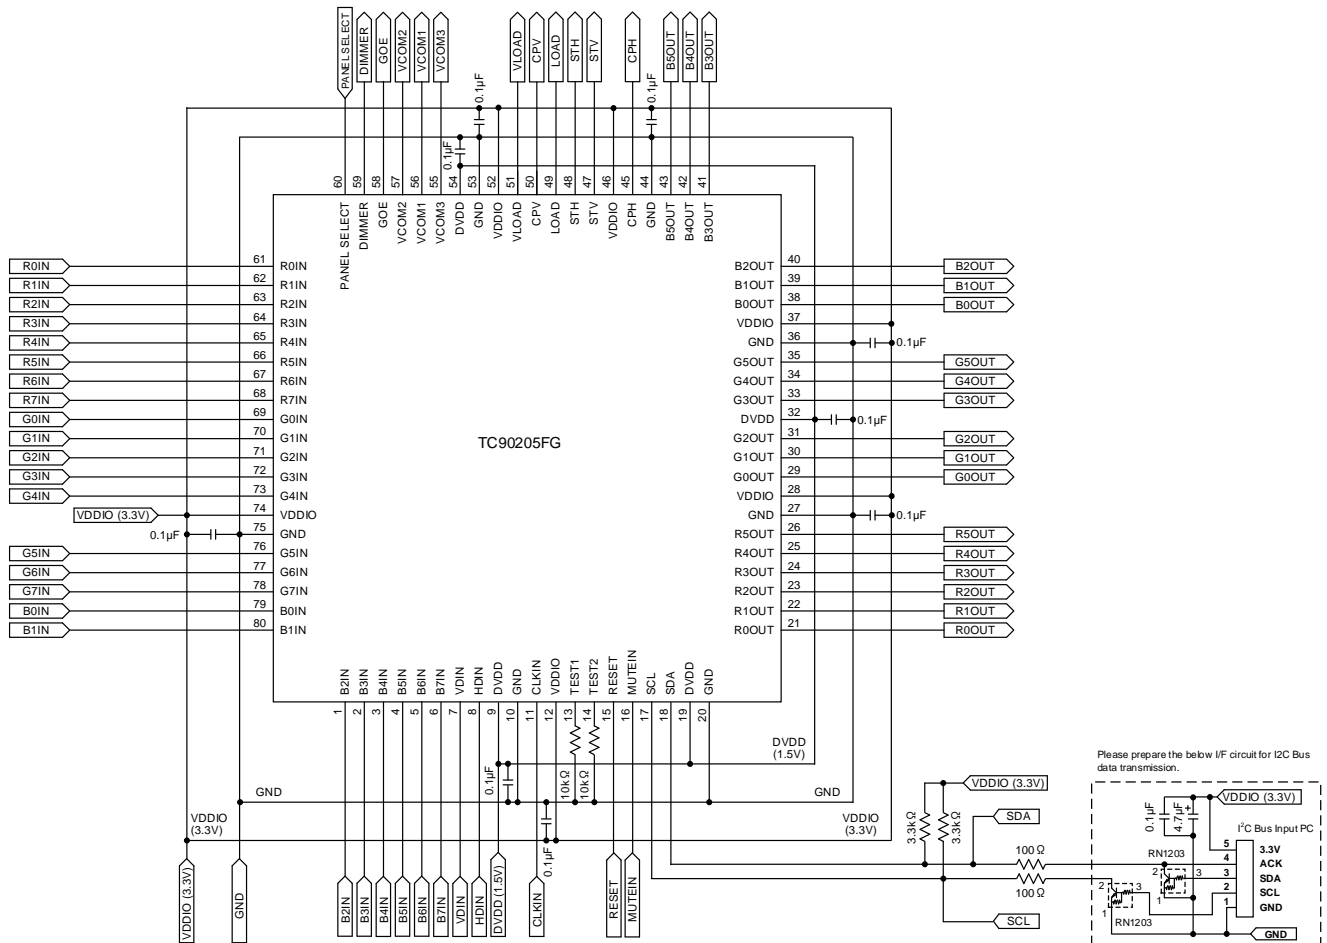 PANEL SELECT
DIMMER
GOE
VCOM2
VCOM1
VCOM3
VLOAD
CPV
LOAD
STH
STV
CPH
B5OUT
B4OUT
B3OUT
0.1µF
0.1µF
0.1µF
60
59
58
57
56
55
54
53
52
51
50
49
48
47
46
45
44
43
42
41
PANEL SELECT
DIMMER
GOE
VCOM2
VCOM1
VCOM3
DVDD
GND
VDDIO
VLOAD
CPV
LOAD
STH
STV
VDDIO
CPH
GND
B5OUT
B4OUT
B3OUT
R0IN 61 R0IN
R1IN 62 R1IN
R2IN 63 R2IN
R3IN 64 R3IN
R4IN 65 R4IN
R5IN 66 R5IN
R6IN 67 R6IN
R7IN 68 R7IN
G0IN 69 G0IN
G1IN 70 G1IN
G2IN 71 G2IN
G3IN 72 G3IN
G4IN 73 G4IN
VDDIO (3.3V) 74 VDDIO
0.1µF 75 GND
G5IN 76 G5IN
G6IN 77 G6IN
G7IN 78 G7IN
B0IN 79 B0IN
B1IN 80 B1IN
TC90205FG
B2OUT 40 B2OUT
B1OUT 39 B1OUT
B0OUT 38 B0OUT
VDDIO 37
GND 36 0.1µF
G5OUT 35 G5OUT
G4OUT 34 G4OUT
G3OUT 33 G3OUT
DVDD 32 0.1µF
G2OUT 31 G2OUT
G1OUT 30 G1OUT
G0OUT 29 G0OUT
VDDIO 28
GND 27 0.1µF
R5OUT 26 R5OUT
R4OUT 25 R4OUT
R3OUT 24 R3OUT
R2OUT 23 R2OUT
R1OUT 22 R1OUT
R0OUT 21 R0OUT
B2IN
B3IN
B4IN
B5IN
B6IN
B7IN
VDIN
HDIN
DVDD
GND
CLKIN
VDDIO
TEST1
TEST2
RESET
MUTEIN
SCL
SDA
DVDD
GND
1
2
3
4
5
6
7
8
9
10
11
12
13
14
15
16
17
18
19
20
DVDD
(1.5V)
0.1µF
10kΩ
10kΩ
GND
GND
VDDIO
(3.3V)
VDDIO
(3.3V)
0.1µF
VDDIO (3.3V)
GND
B2IN
B3IN
B4IN
B5IN
B6IN
B7IN
VDIN
HDIN
DVDD (1.5V)
CLKIN
RESET
MUTEIN
VDDIO (3.3V)
3.3kΩ
3.3kΩ
SDA
100Ω
100Ω
SCL
Please prepare the below I/F circuit for I2C Bus
data transmission.
VDDIO (3.3V)
0.1µF
4.7µF
+
I²C Bus Input PC
5 3.3V
4 ACK
3 SDA
2 SCL
1 GND
RN1203
2
3
1
2
3
1
RN1203
GND